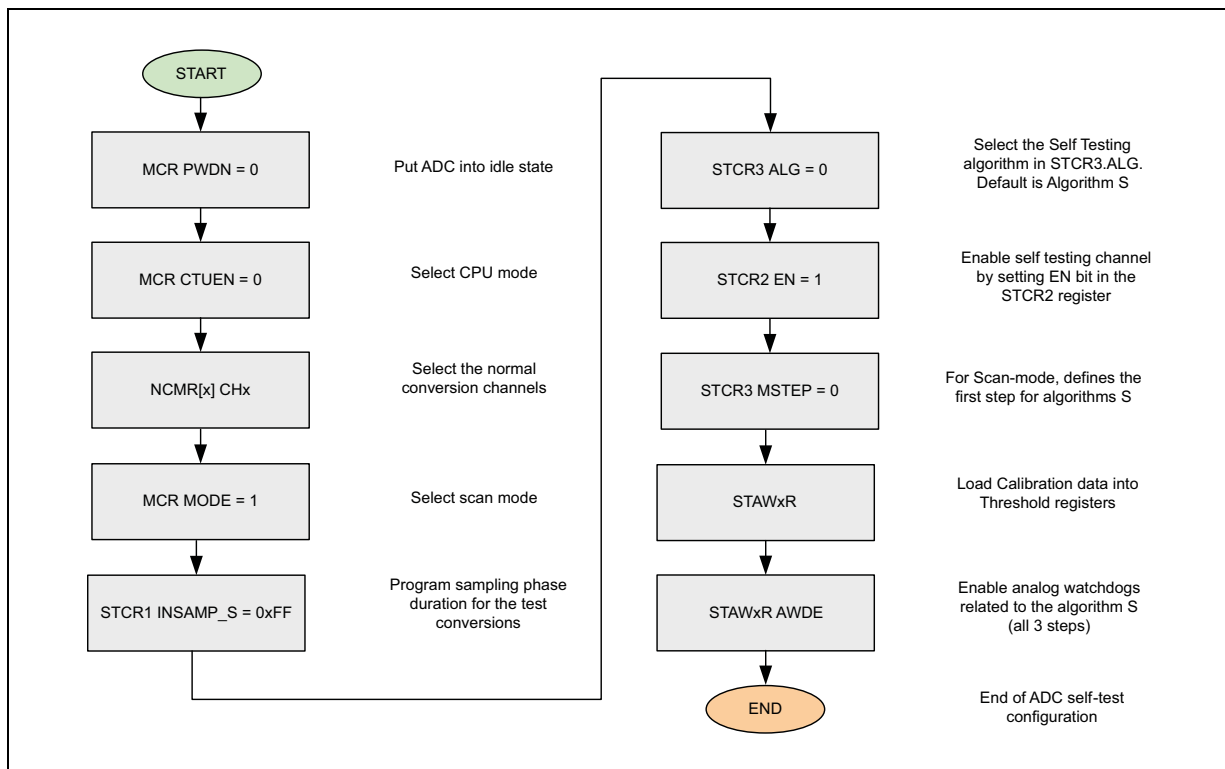 START
MCR PWDN = 0
Put ADC into idle state
MCR CTUEN = 0
Select CPU mode
NCMR[x] CHx
Select the normal
conversion channels
MCR MODE = 1
Select scan mode
STCR1 INSAMP_S = 0xFF
Program sampling phase
duration for the test
conversions
STCR3 ALG = 0
Select the Self Testing
algorithm in STCR3.ALG.
Default is Algorithm S
STCR2 EN = 1
Enable self testing channel
by setting EN bit in the
STCR2 register
STCR3 MSTEP = 0
For Scan-mode, defines the
first step for algorithms S
STAWxR
Load Calibration data into
Threshold registers
STAWxR AWDE
Enable analog watchdogs
related to the algorithm S
(all 3 steps)
END
End of ADC self-test
configuration